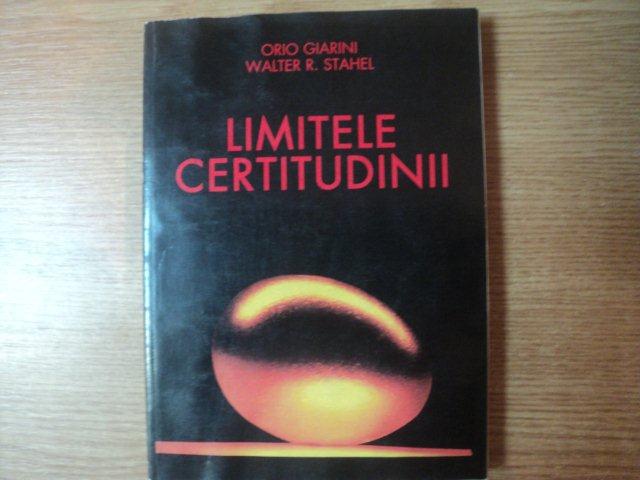 ORIO GIARINI
WALTER R. STAHEL
LIMITELE
CERTITUDINII